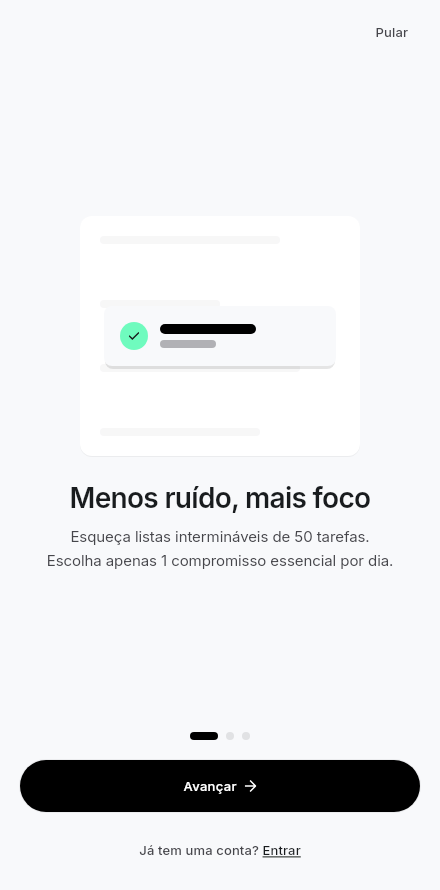 Pular
Menos ruído, mais foco
Esqueça listas intermináveis de 50 tarefas.
Escolha apenas 1 compromisso essencial por dia.
Avançar
Já tem uma conta? Entrar